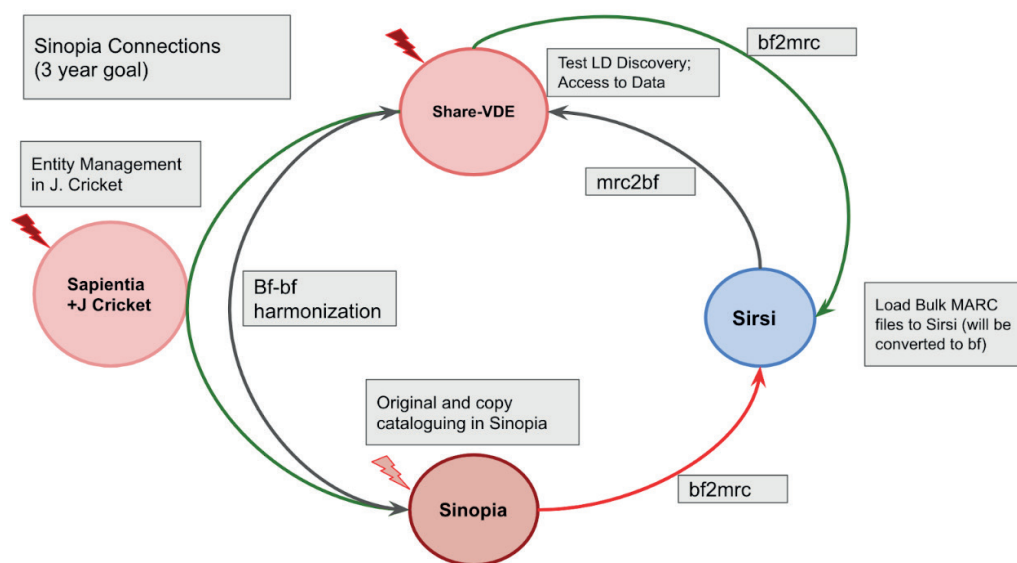 Sinopia Connections
(3 year goal)
bf2mrc
Test LD Discovery;
Access to Data
Share-VDE
Entity Management
in J. Cricket
mrc2bf
Sapientia
+J Cricket
Bf-bf
harmonization
Sirsi
Load Bulk MARC
files to Sirsi (will be
converted to bf)
Original and copy
cataloguing in Sinopia
bf2mrc
Sinopia